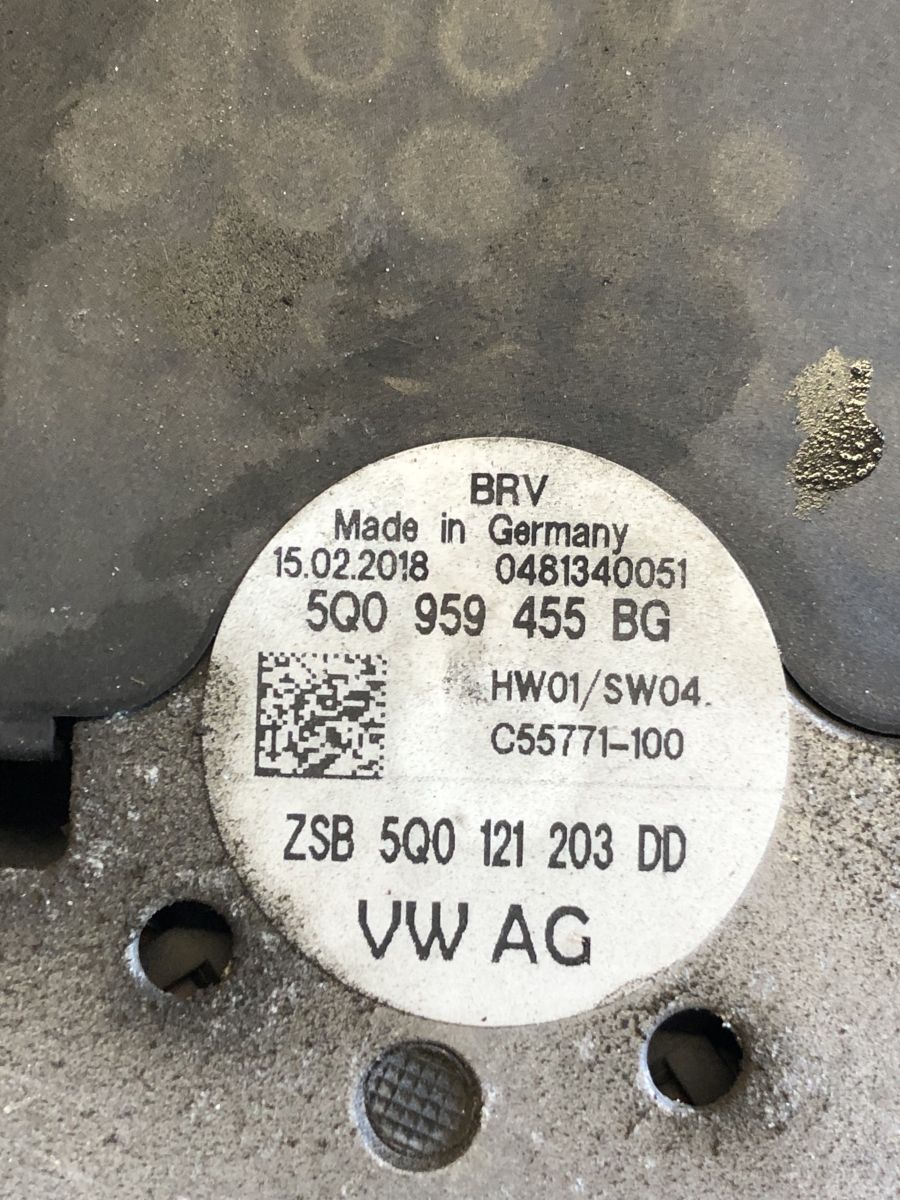 BRV
Made in Germany
15.02.2018 0481340051
5Q0 959 455 BG
HW01/SW04
C55771-100
ZSB 5Q0 121 203 DD
VW AG